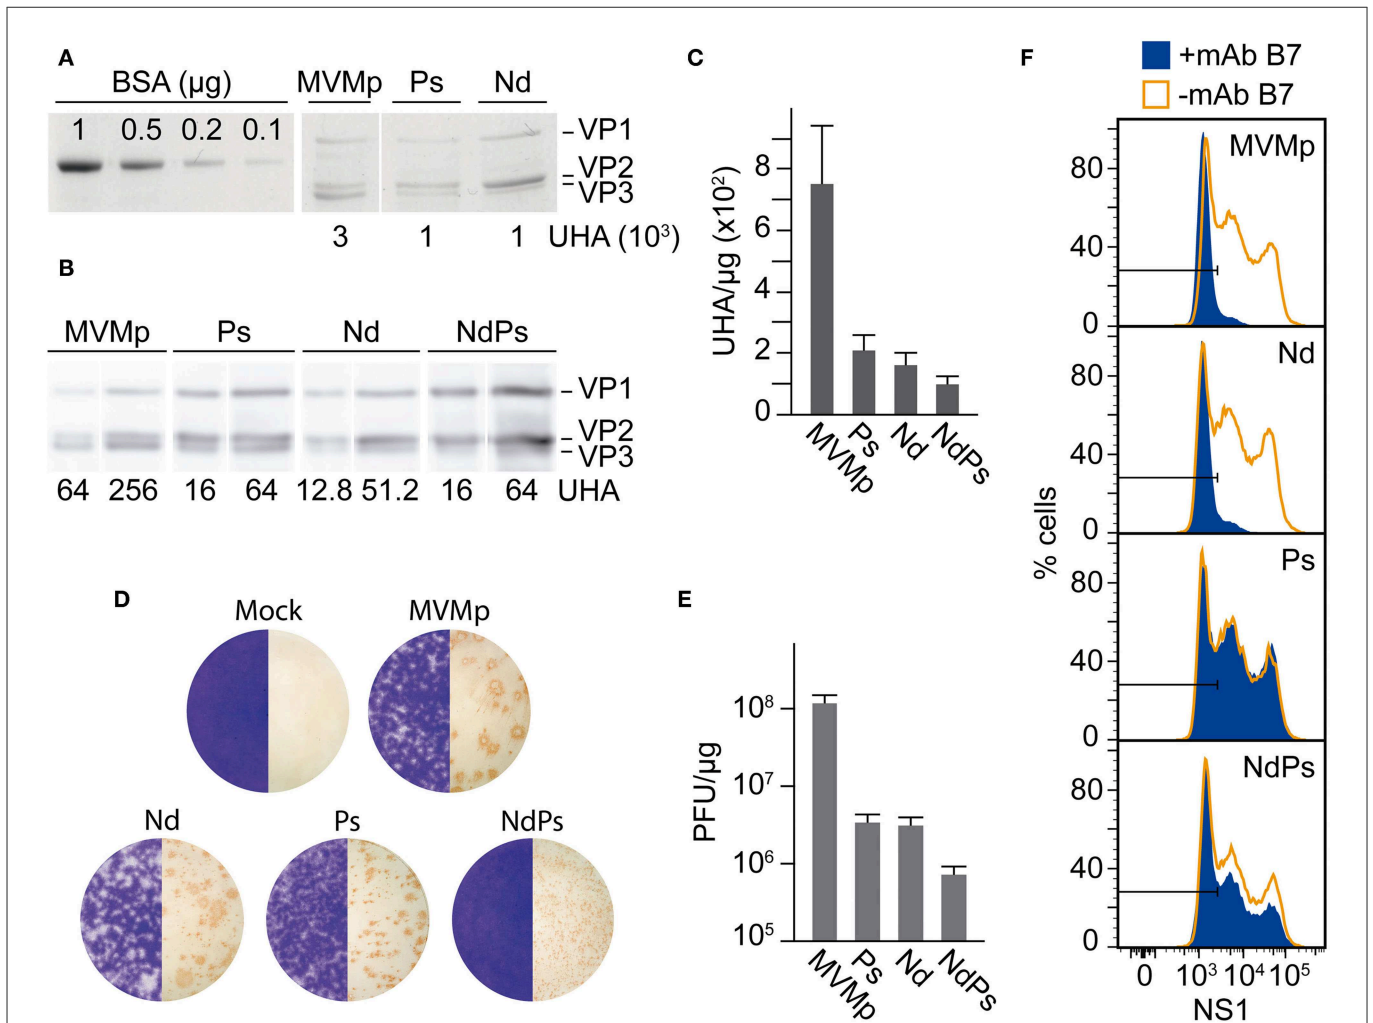 A
BSA (µg)
MVMp
Ps
Nd
1 0.5 0.2 0.1
VP1
VP2
VP3
3 1 1 UHA (10³)
B
MVMp
Ps
Nd
NdPs
VP1
VP2
VP3
64 256 16 64 12.8 51.2 16 64 UHA
C
UHA/µg (x10²)
8
6
4
2
0
MVMp
Ps
Nd
NdPs
D
Mock
MVMp
Nd
Ps
NdPs
E
PFU/µg
10⁸
10⁷
10⁶
10⁵
MVMp
Ps
Nd
NdPs
F
+mAb B7
-mAb B7
% cells
MVMp
80
40
0
Nd
80
40
0
Ps
80
40
0
NdPs
80
40
0
0 10³ 10⁴ 10⁵
NS1